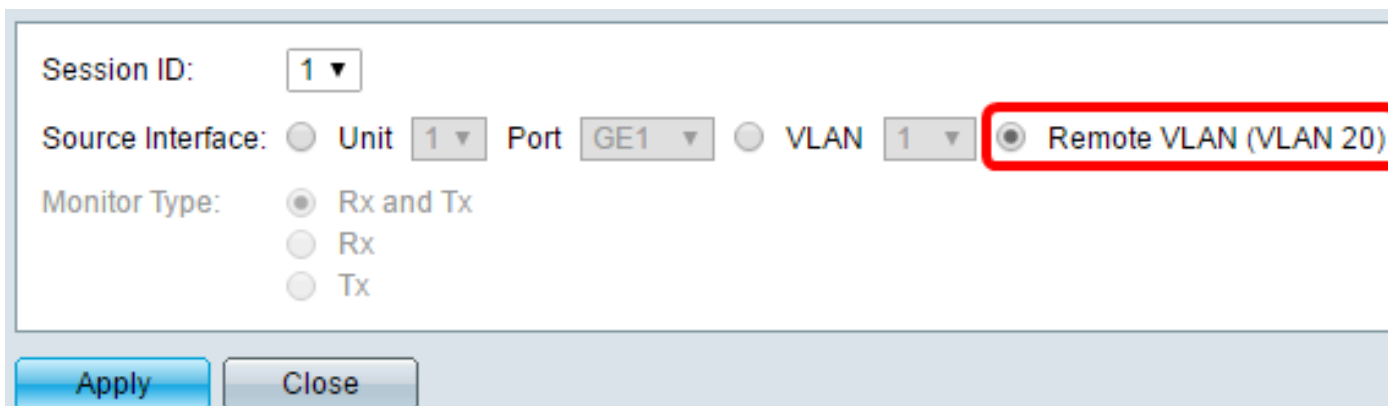 Session ID: 1
Source Interface: Unit 1 Port GE1 VLAN 1 Remote VLAN (VLAN 20)
Monitor Type: Rx and Tx
Rx
Tx
Apply Close